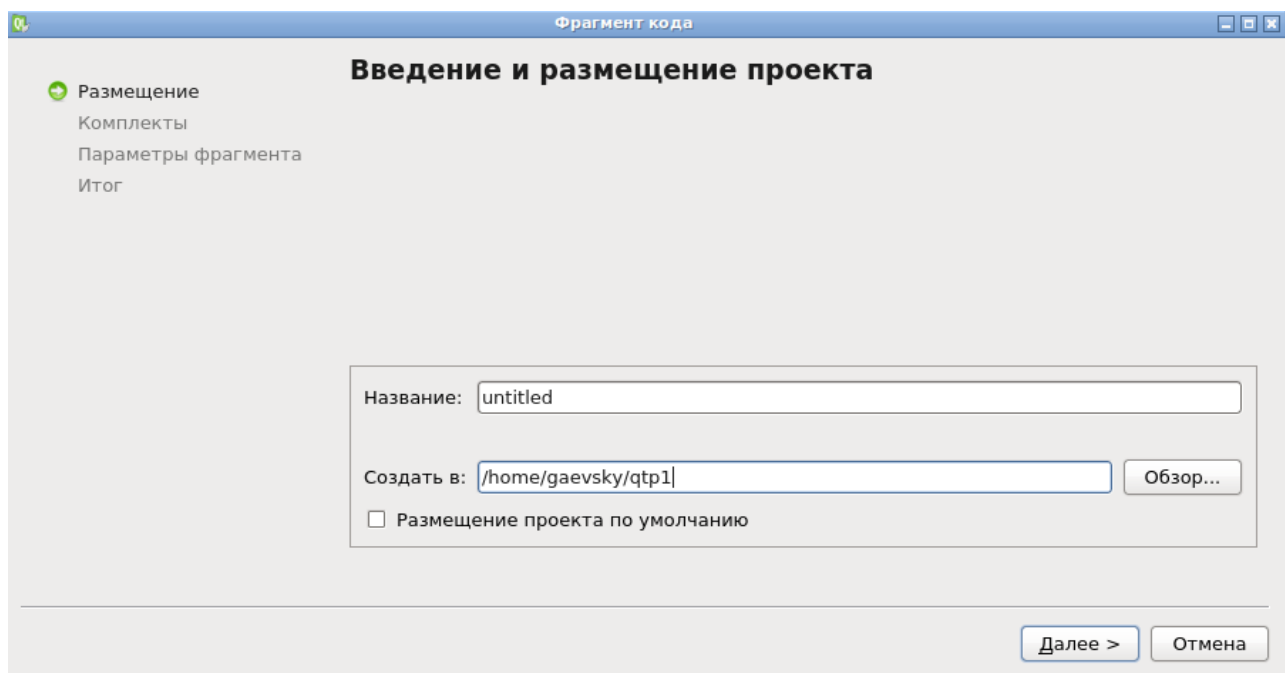 Фрагмент кода
Введение и размещение проекта
Размещение
Комплекты
Параметры фрагмента
Итог
Название: untitled
Создать в: /home/gaevsky/qtp1 Обзор...
Размещение проекта по умолчанию
Далее > Отмена